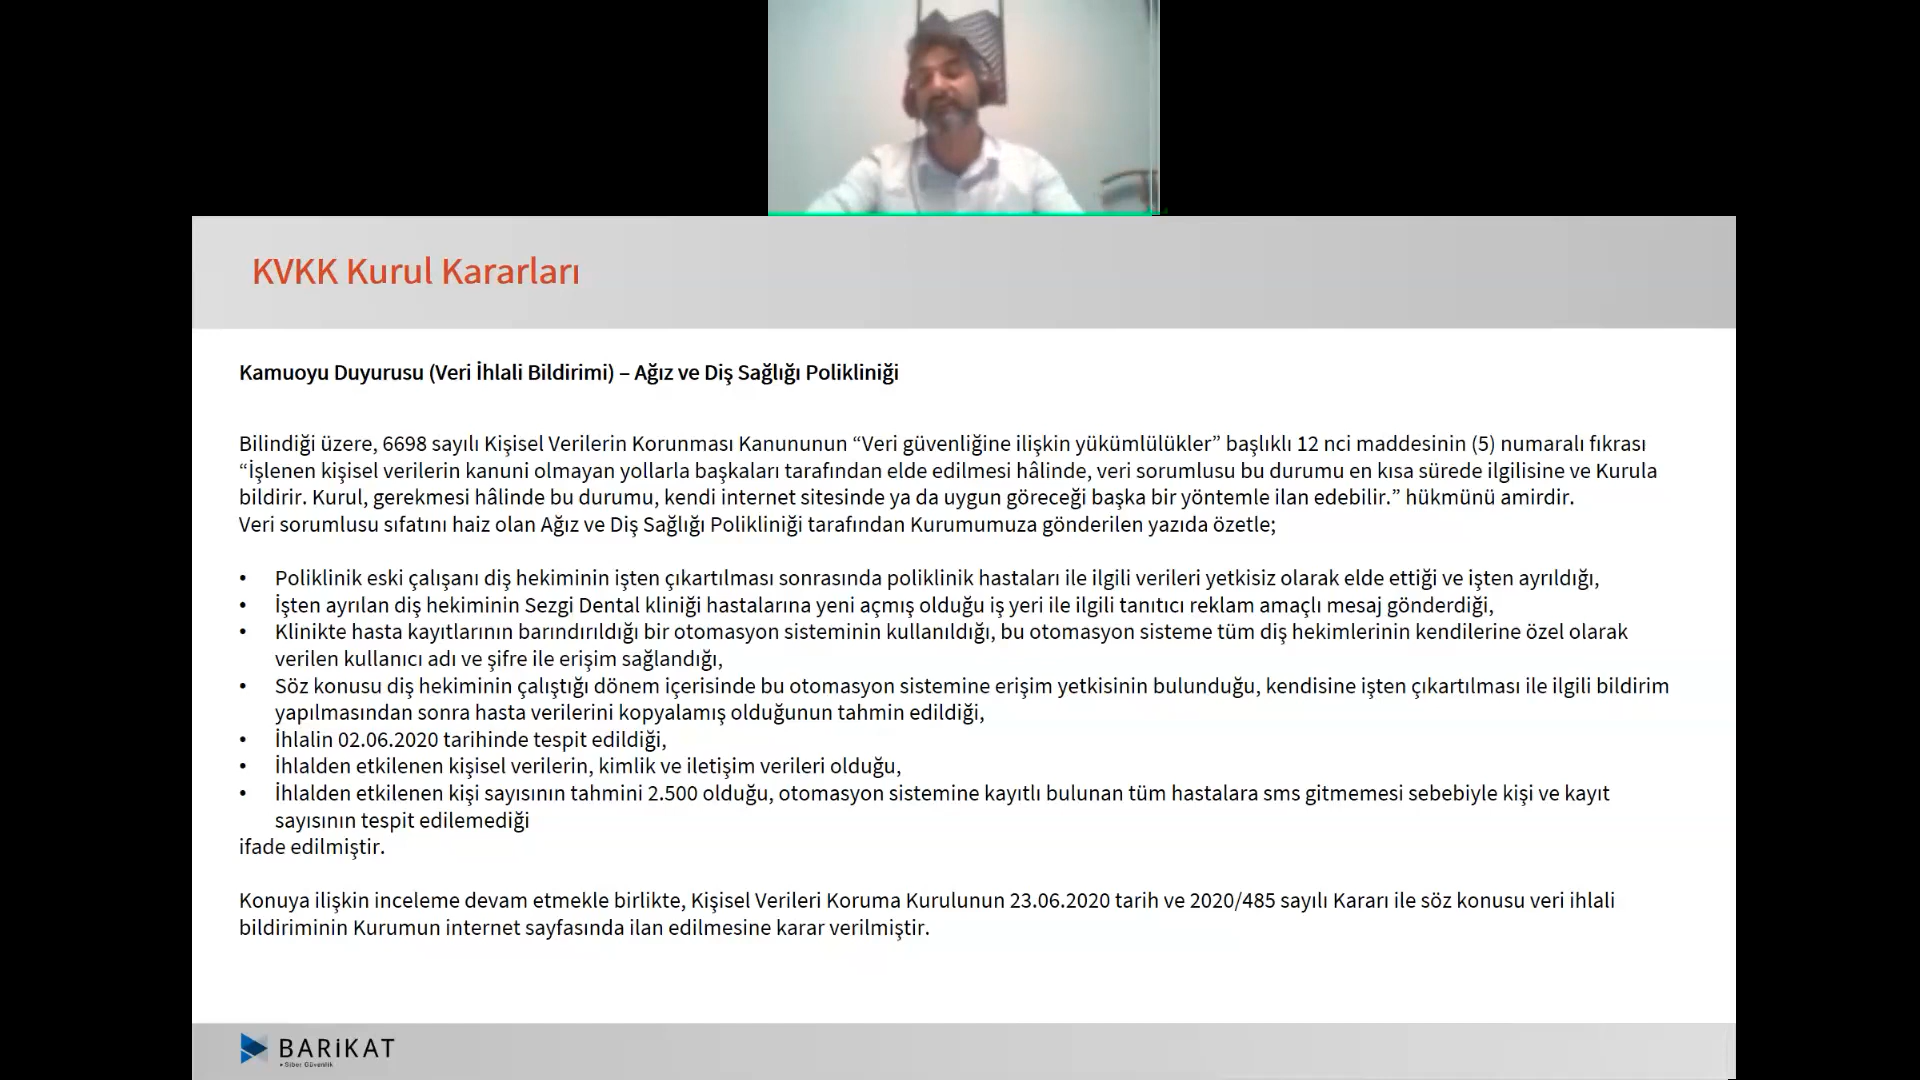 KVKK Kurul Kararları
Kamuoyu Duyurusu (Veri İhlali Bildirimi) – Ağız ve Diş Sağlığı Polikliniği
Bilindiği üzere, 6698 sayılı Kişisel Verilerin Korunması Kanununun “Veri güvenliğine ilişkin yükümlülükler” başlıklı 12 nci maddesinin (5) numaralı fıkrası
“İşlenen kişisel verilerin kanuni olmayan yollarla başkaları tarafından elde edilmesi hâlinde, veri sorumlusu bu durumu en kısa sürede ilgilisine ve Kurula
bildirir. Kurul, gerekmesi hâlinde bu durumu, kendi internet sitesinde ya da uygun göreceği başka bir yöntemle ilan edebilir.” hükmünü amirdir.
Veri sorumlusu sıfatını haiz olan Ağız ve Diş Sağlığı Polikliniği tarafından Kurumumuza gönderilen yazıda özetle;
• Poliklinik eski çalışanı diş hekiminin işten çıkartılması sonrasında poliklinik hastaları ile ilgili verileri yetkisiz olarak elde ettiği ve işten ayrıldığı,
• İşten ayrılan diş hekiminin Sezgi Dental kliniği hastalarına yeni açmış olduğu iş yeri ile ilgili tanıtıcı reklam amaçlı mesaj gönderdiği,
• Klinikte hasta kayıtlarının barındırıldığı bir otomasyon sisteminin kullanıldığı, bu otomasyon sisteme tüm diş hekimlerinin kendilerine özel olarak
verilen kullanıcı adı ve şifre ile erişim sağlandığı,
• Söz konusu diş hekiminin çalıştığı dönem içerisinde bu otomasyon sistemine erişim yetkisinin bulunduğu, kendisine işten çıkartılması ile ilgili bildirim
yapılmasından sonra hasta verilerini kopyalamış olduğunun tahmin edildiği,
• İhlalin 02.06.2020 tarihinde tespit edildiği,
• İhlalden etkilenen kişisel verilerin, kimlik ve iletişim verileri olduğu,
• İhlalden etkilenen kişi sayısının tahmini 2.500 olduğu, otomasyon sistemine kayıtlı bulunan tüm hastalara sms gitmemesi sebebiyle kişi ve kayıt
sayısının tespit edilemediği
ifade edilmiştir.
Konuya ilişkin inceleme devam etmekle birlikte, Kişisel Verileri Koruma Kurulunun 23.06.2020 tarih ve 2020/485 sayılı Kararı ile söz konusu veri ihlali
bildiriminin Kurumun internet sayfasında ilan edilmesine karar verilmiştir.
BARiKAT
Siber Güvenlik